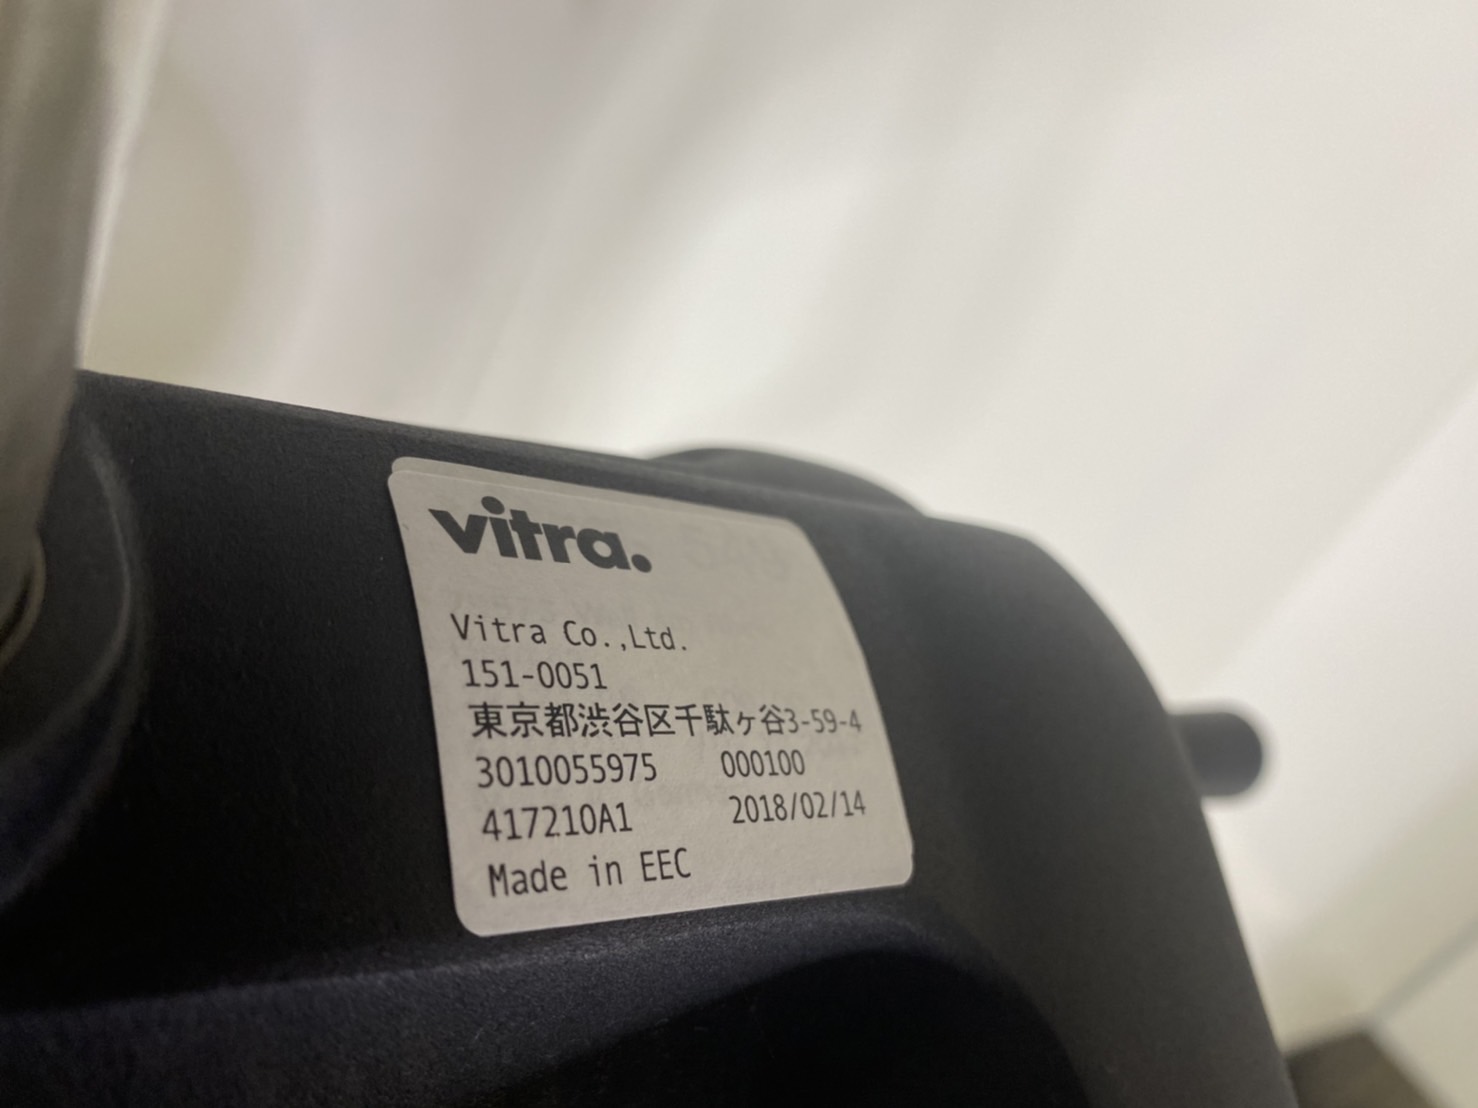 vitra.
Vitra Co.,Ltd.
151-0051
東京都渋谷区千駄ヶ谷3-59-4
3010055975 000100
417210A1 2018/02/14
Made in EEC